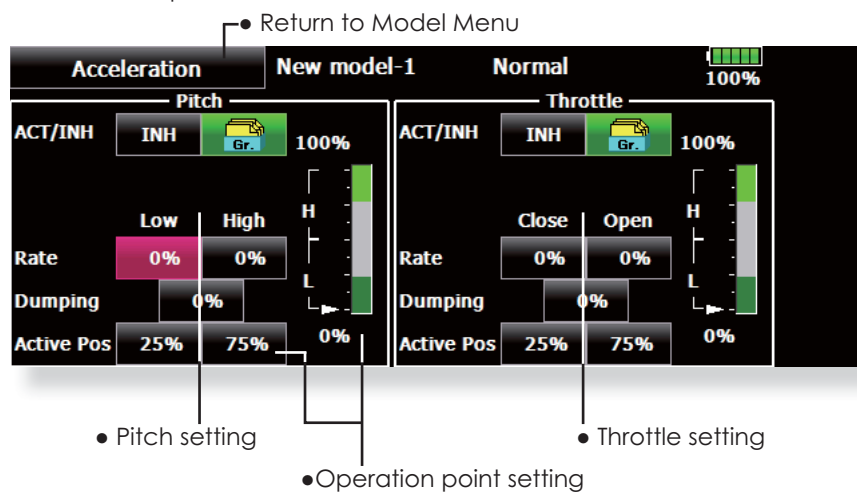 ● Return to Model Menu
Acceleration New model-1 Normal 100%
Pitch
ACT/INH INH Gr. 100%
H
Low High
Rate 0% 0%
L
Dumping 0%
Active Pos 25% 75% 0%
Throttle
ACT/INH INH Gr. 100%
H
Close Open
Rate 0% 0%
L
Dumping 0%
Active Pos 25% 75% 0%
● Pitch setting
● Throttle setting
●Operation point setting